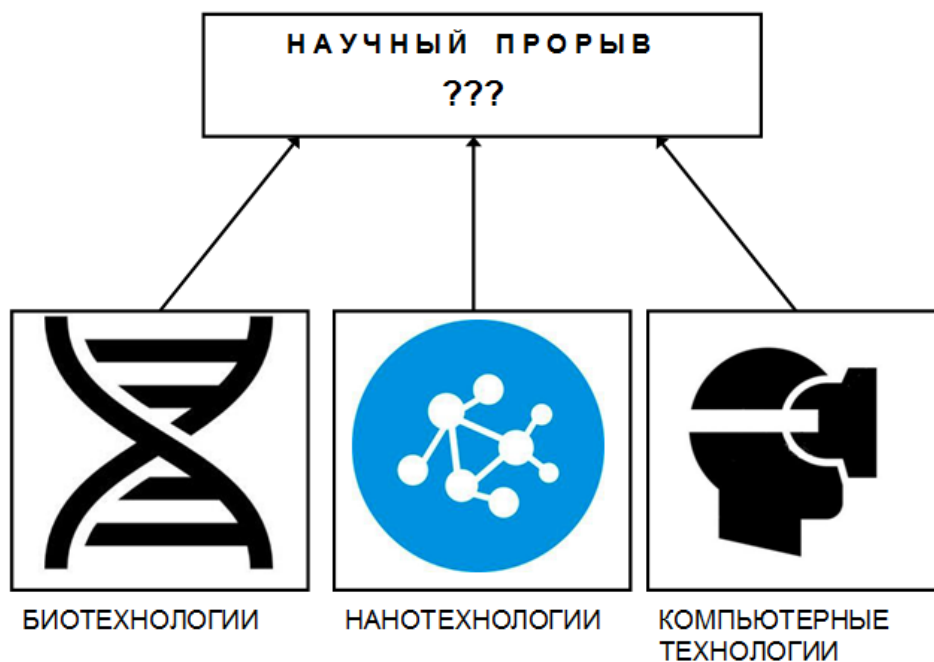 НАУЧНЫЙ ПРОРЫВ
???
БИОТЕХНОЛОГИИ
НАНОТЕХНОЛОГИИ
КОМПЬЮТЕРНЫЕ
ТЕХНОЛОГИИ